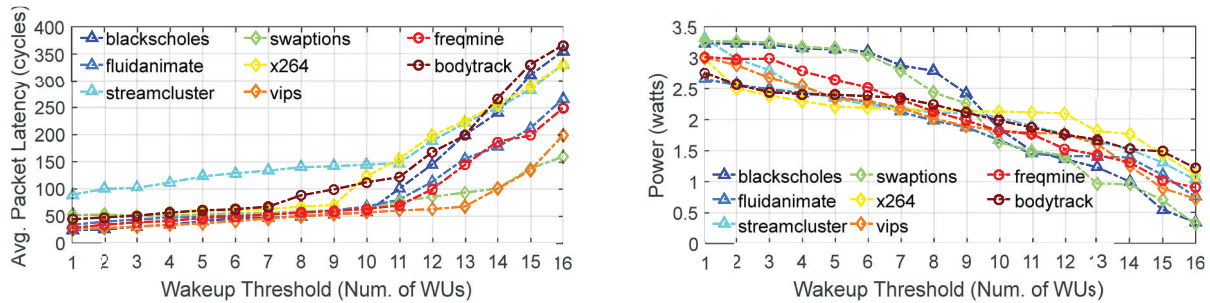 Avg. Packet Latency (cycles)
400
350
300
250
200
150
100
50
0
blackscholes
swaptions
freqmine
fluidanimate
x264
bodytrack
streamcluster
vips
1 2 3 4 5 6 7 8 9 10 11 12 13 14 15 16
Wakeup Threshold (Num. of WUs)
Power (watts)
3.5
3
2.5
2
1.5
1
0.5
0
blackscholes
swaptions
freqmine
fluidanimate
x264
bodytrack
streamcluster
vips
1 2 3 4 5 6 7 8 9 10 11 12 13 14 15 16
Wakeup Threshold (Num. of WUs)